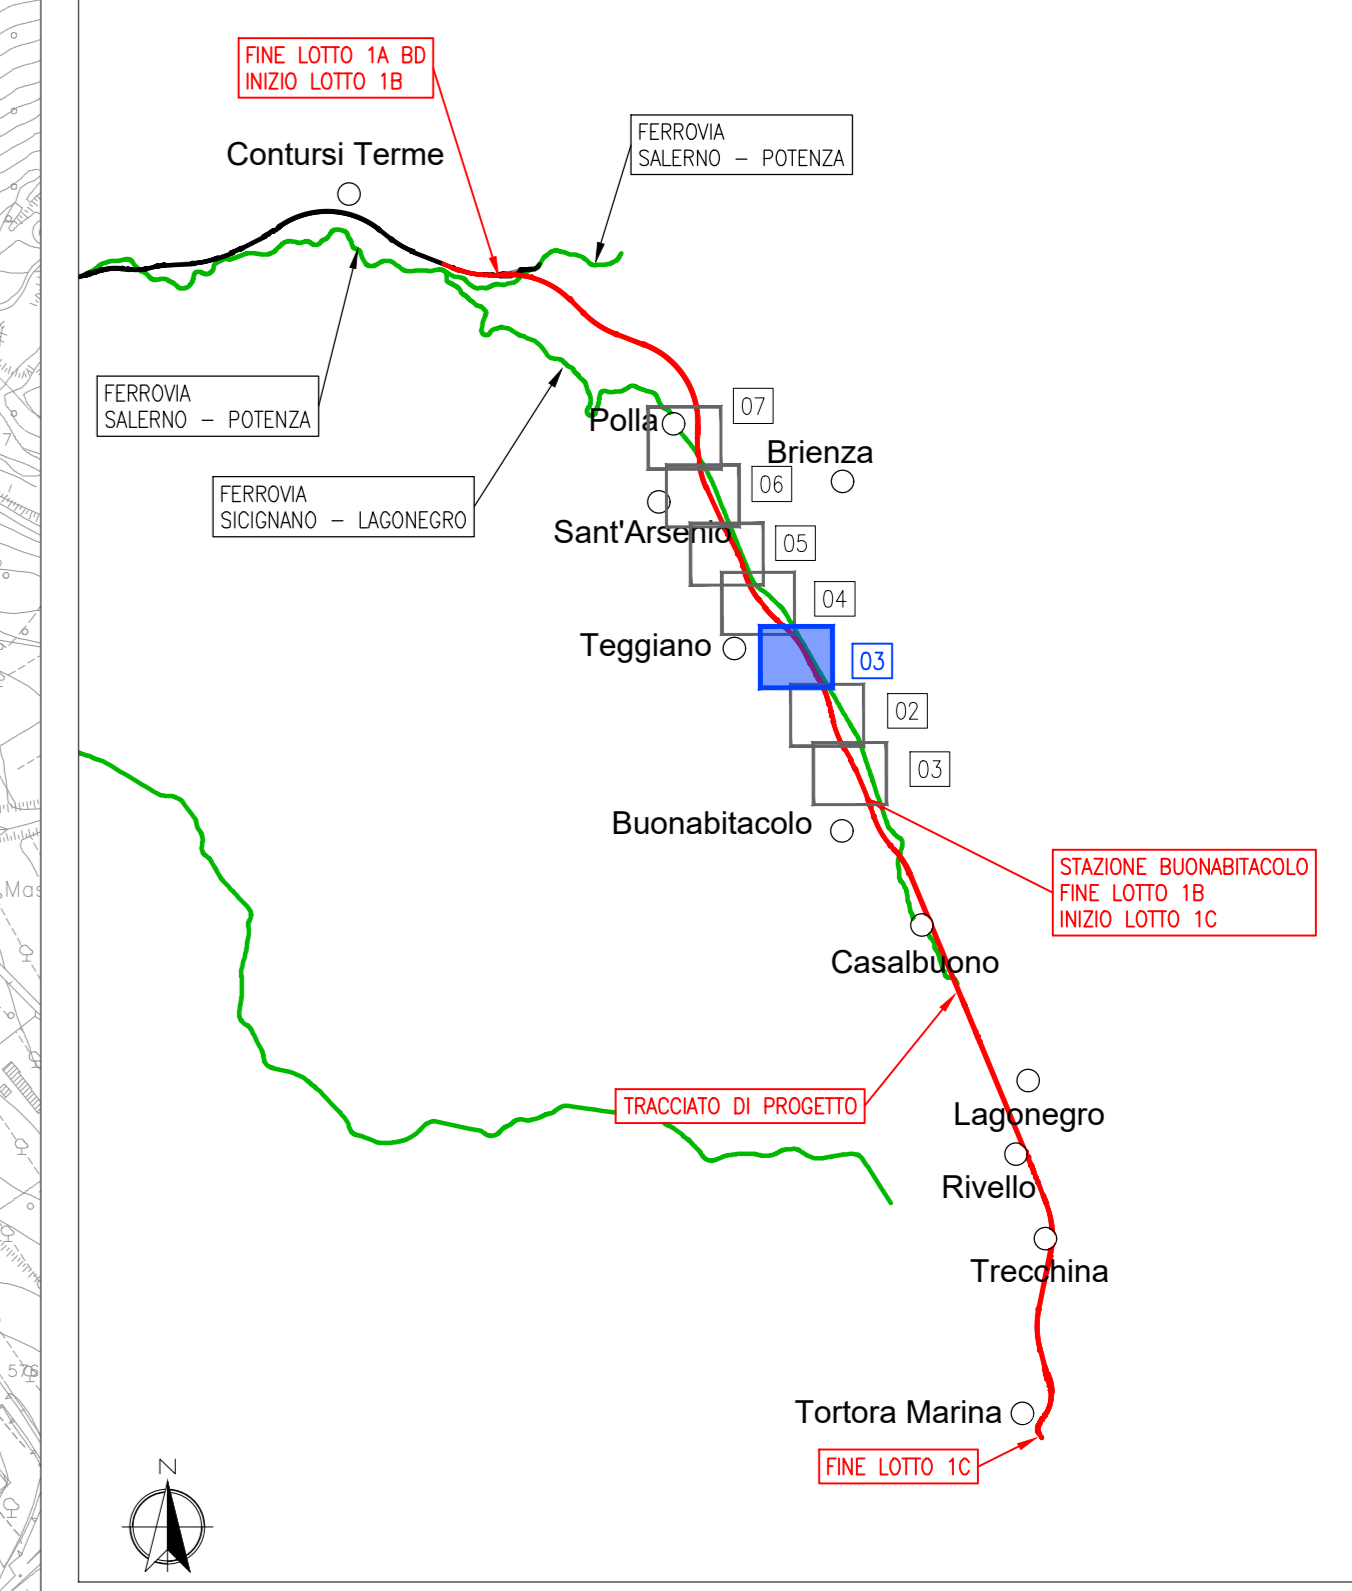 FINE LOTTO 1A BD
INIZIO LOTTO 1B
FERROVIA
SALERNO – POTENZA
Contursi Terme
FERROVIA
SALERNO – POTENZA
07
Polla
Brienza
06
FERROVIA
SICIGNANO – LAGONEGRO
Sant'Arsenio
05
04
Teggiano
03
02
03
Buonabitacolo
STAZIONE BUONABITACOLO
FINE LOTTO 1B
INIZIO LOTTO 1C
Casalbuono
TRACCIATO DI PROGETTO
Lagonegro
Rivello
Trecchina
Tortora Marina
FINE LOTTO 1C
N
7
Mas